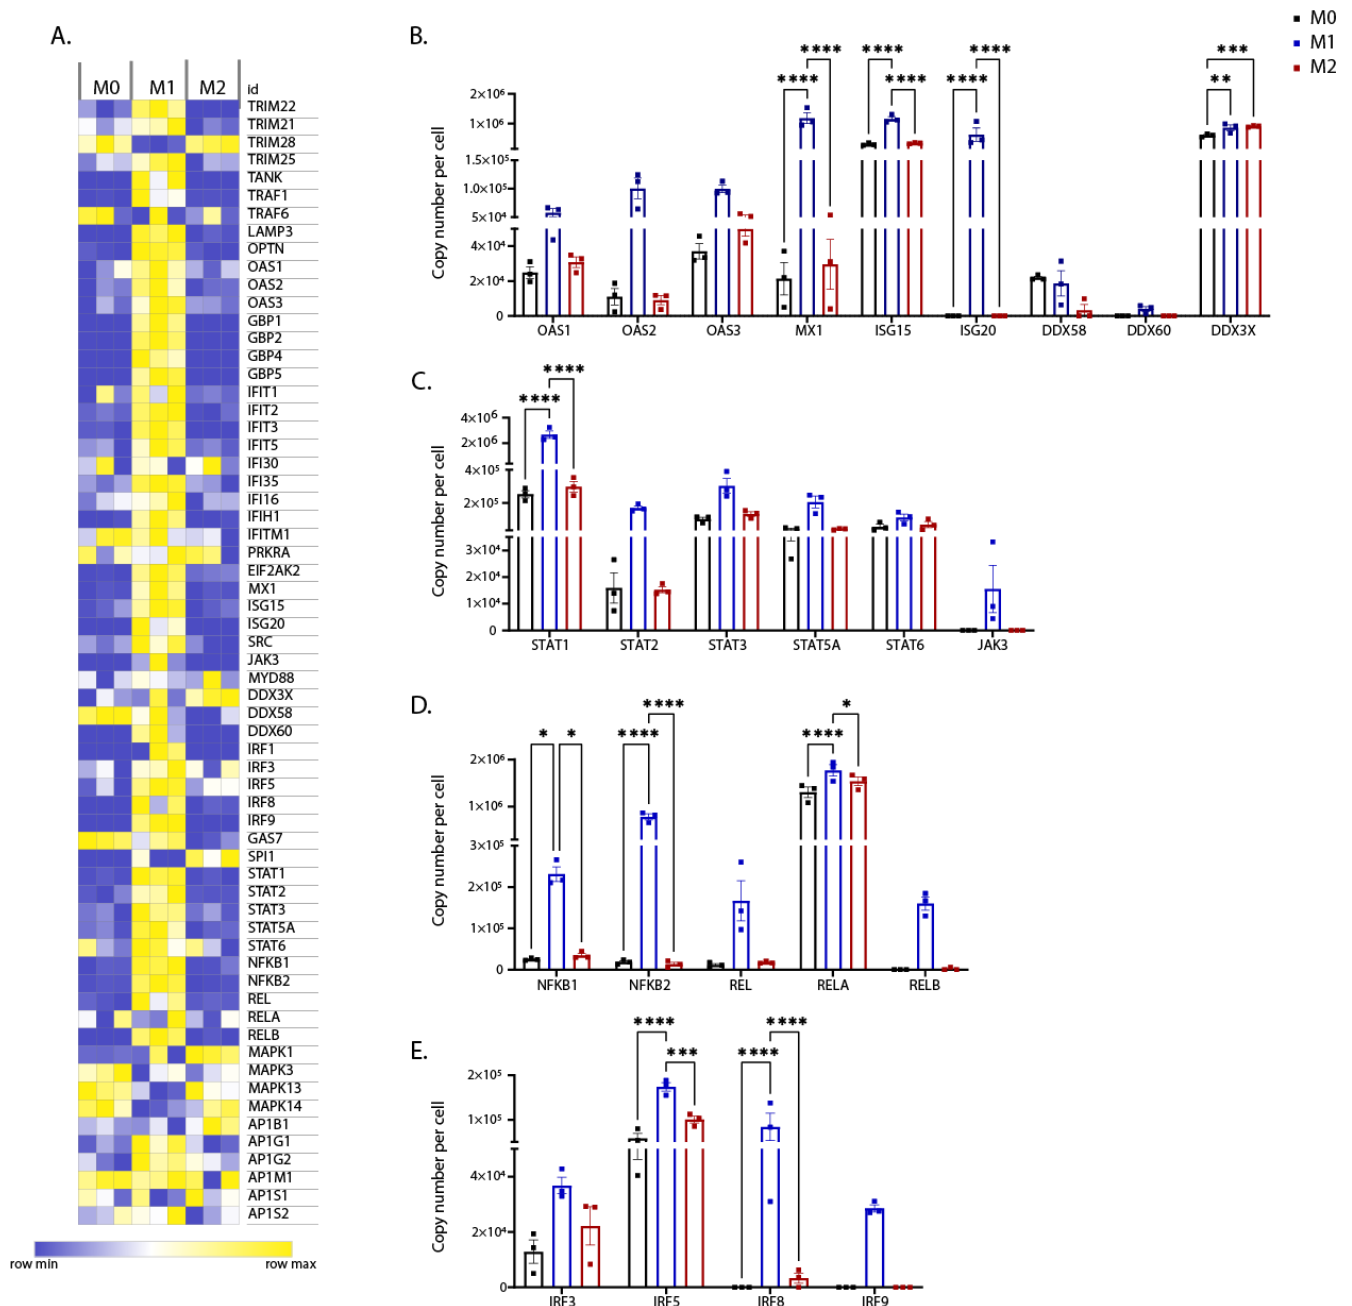 A.
M0 M1 M2 id
TRIM22
TRIM21
TRIM28
TRIM25
TANK
TRAF1
TRAF6
LAMP3
OPTN
OAS1
OAS2
OAS3
GBP1
GBP2
GBP4
GBP5
IFIT1
IFIT2
IFIT3
IFIT5
IFI30
IFI35
IFI16
IFIH1
IFITM1
PRKRA
EIF2AK2
MX1
ISG15
ISG20
SRC
JAK3
MYD88
DDX3X
DDX58
DDX60
IRF1
IRF3
IRF5
IRF8
IRF9
GAS7
SPI1
STAT1
STAT2
STAT3
STAT5A
STAT6
NFKB1
NFKB2
REL
RELA
RELB
MAPK1
MAPK3
MAPK13
MAPK14
AP1B1
AP1G1
AP1G2
AP1M1
AP1S1
AP1S2
row min row max
B.
M0
M1
M2
Copy number per cell
2×10⁶
1×10⁶
1.5×10⁵
1.0×10⁵
5×10⁴
4×10⁴
2×10⁴
0
**** **** **** **** **** **** *** **
OAS1 OAS2 OAS3 MX1 ISG15 ISG20 DDX58 DDX60 DDX3X
C.
Copy number per cell
4×10⁶
2×10⁶
4×10⁵
2×10⁵
3×10⁴
2×10⁴
1×10⁴
0
**** ****
STAT1 STAT2 STAT3 STAT5A STAT6 JAK3
D.
Copy number per cell
2×10⁶
1×10⁶
3×10⁵
2×10⁵
1×10⁵
0
* * **** **** **** *
NFKB1 NFKB2 REL RELA RELB
E.
Copy number per cell
2×10⁵
1×10⁵
4×10⁴
2×10⁴
0
**** *** **** ****
IRF3 IRF5 IRF8 IRF9